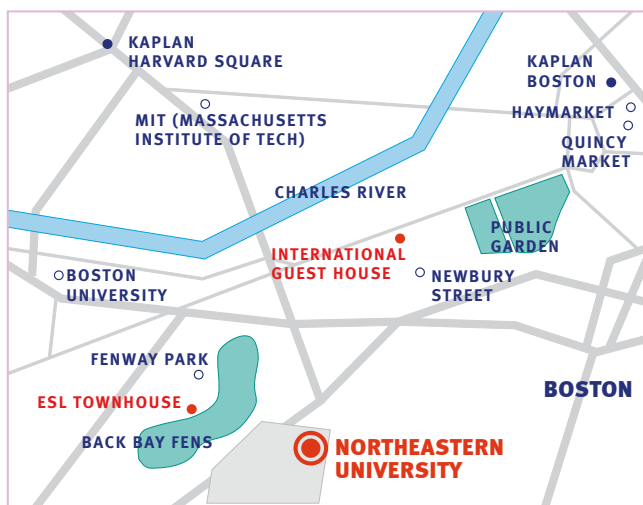 KAPLAN
HARVARD SQUARE
KAPLAN
BOSTON
HAYMARKET
MIT (MASSACHUSETTS
INSTITUTE OF TECH)
QUINCY
MARKET
CHARLES RIVER
PUBLIC
GARDEN
INTERNATIONAL
GUEST HOUSE
BOSTON
UNIVERSITY
NEWBURY
STREET
FENWAY PARK
ESL TOWNHOUSE
BOSTON
BACK BAY FENS
NORTHEASTERN
UNIVERSITY